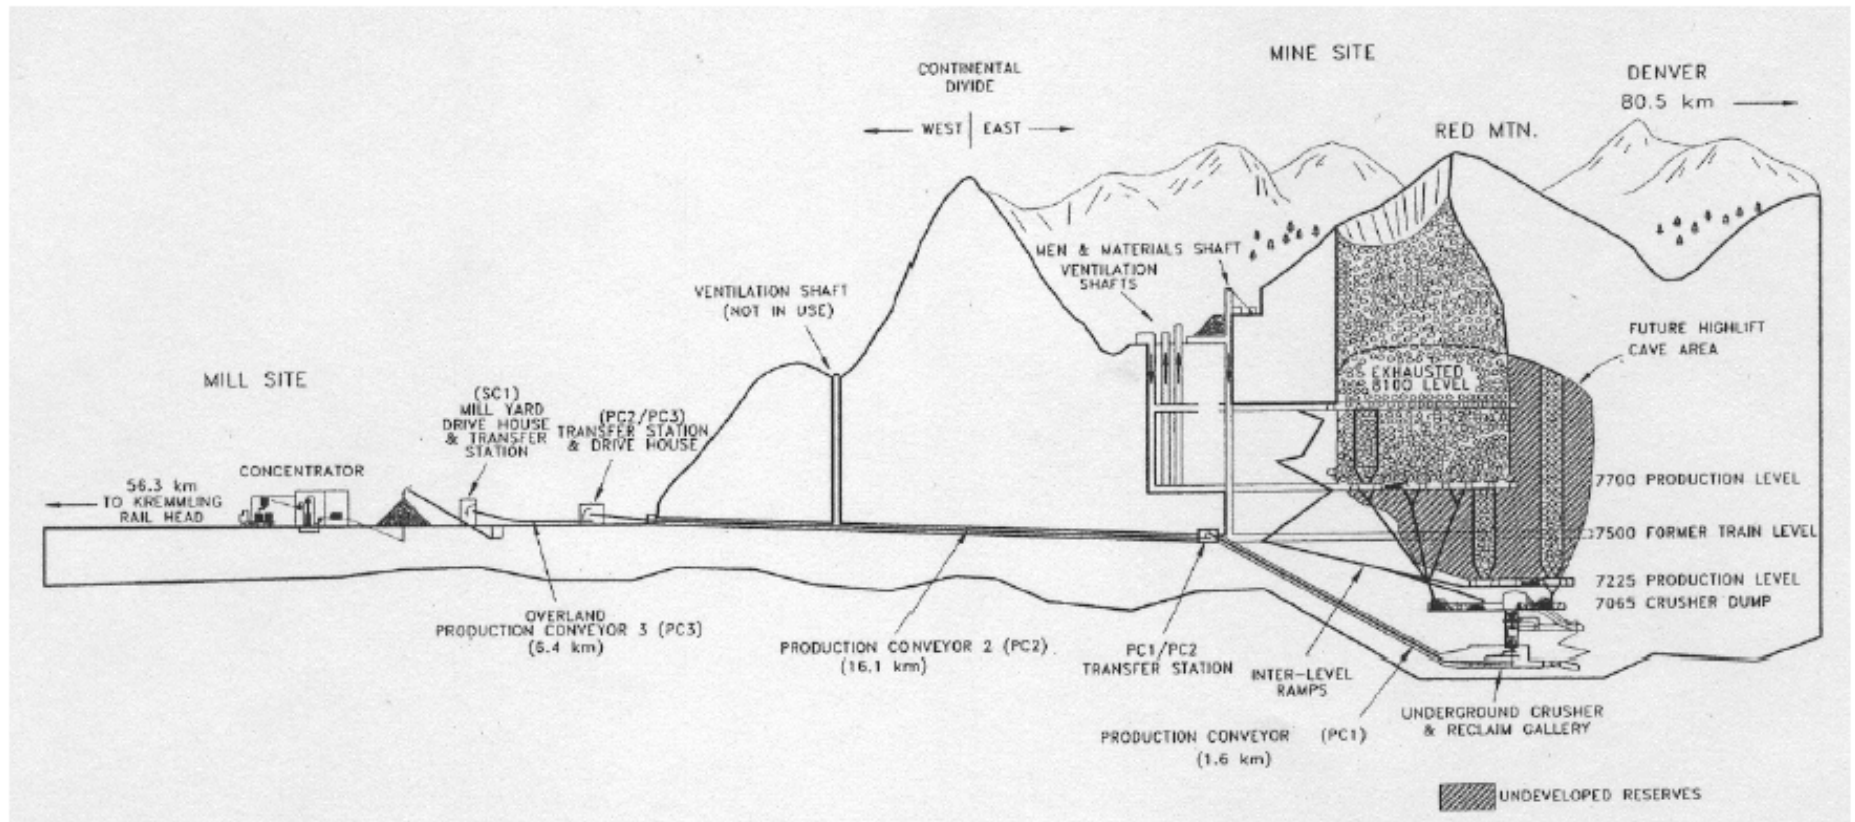 MINE SITE
CONTINENTAL
DIVIDE
WEST EAST
DENVER
80.5 km
RED MTN.
MEN & MATERIALS SHAFT
VENTILATION
SHAFTS
VENTILATION SHAFT
(NOT IN USE)
FUTURE HIGHLIFT
CAVE AREA
EXHAUSTED
8100 LEVEL
MILL SITE
(SC1)
MILL YARD
DRIVE HOUSE
& TRANSFER
STATION
(PC2/PC3)
TRANSFER STATION
& DRIVE HOUSE
CONCENTRATOR
56.3 km
TO KREMMLING
RAIL HEAD
7700 PRODUCTION LEVEL
7500 FORMER TRAIN LEVEL
7225 PRODUCTION LEVEL
7065 CRUSHER DUMP
OVERLAND
PRODUCTION CONVEYOR 3 (PC3)
(6.4 km)
PRODUCTION CONVEYOR 2 (PC2)
(16.1 km)
PC1/PC2
TRANSFER STATION
INTER-LEVEL
RAMPS
PRODUCTION CONVEYOR (PC1)
(1.6 km)
UNDERGROUND CRUSHER
& RECLAIM GALLERY
UNDEVELOPED RESERVES